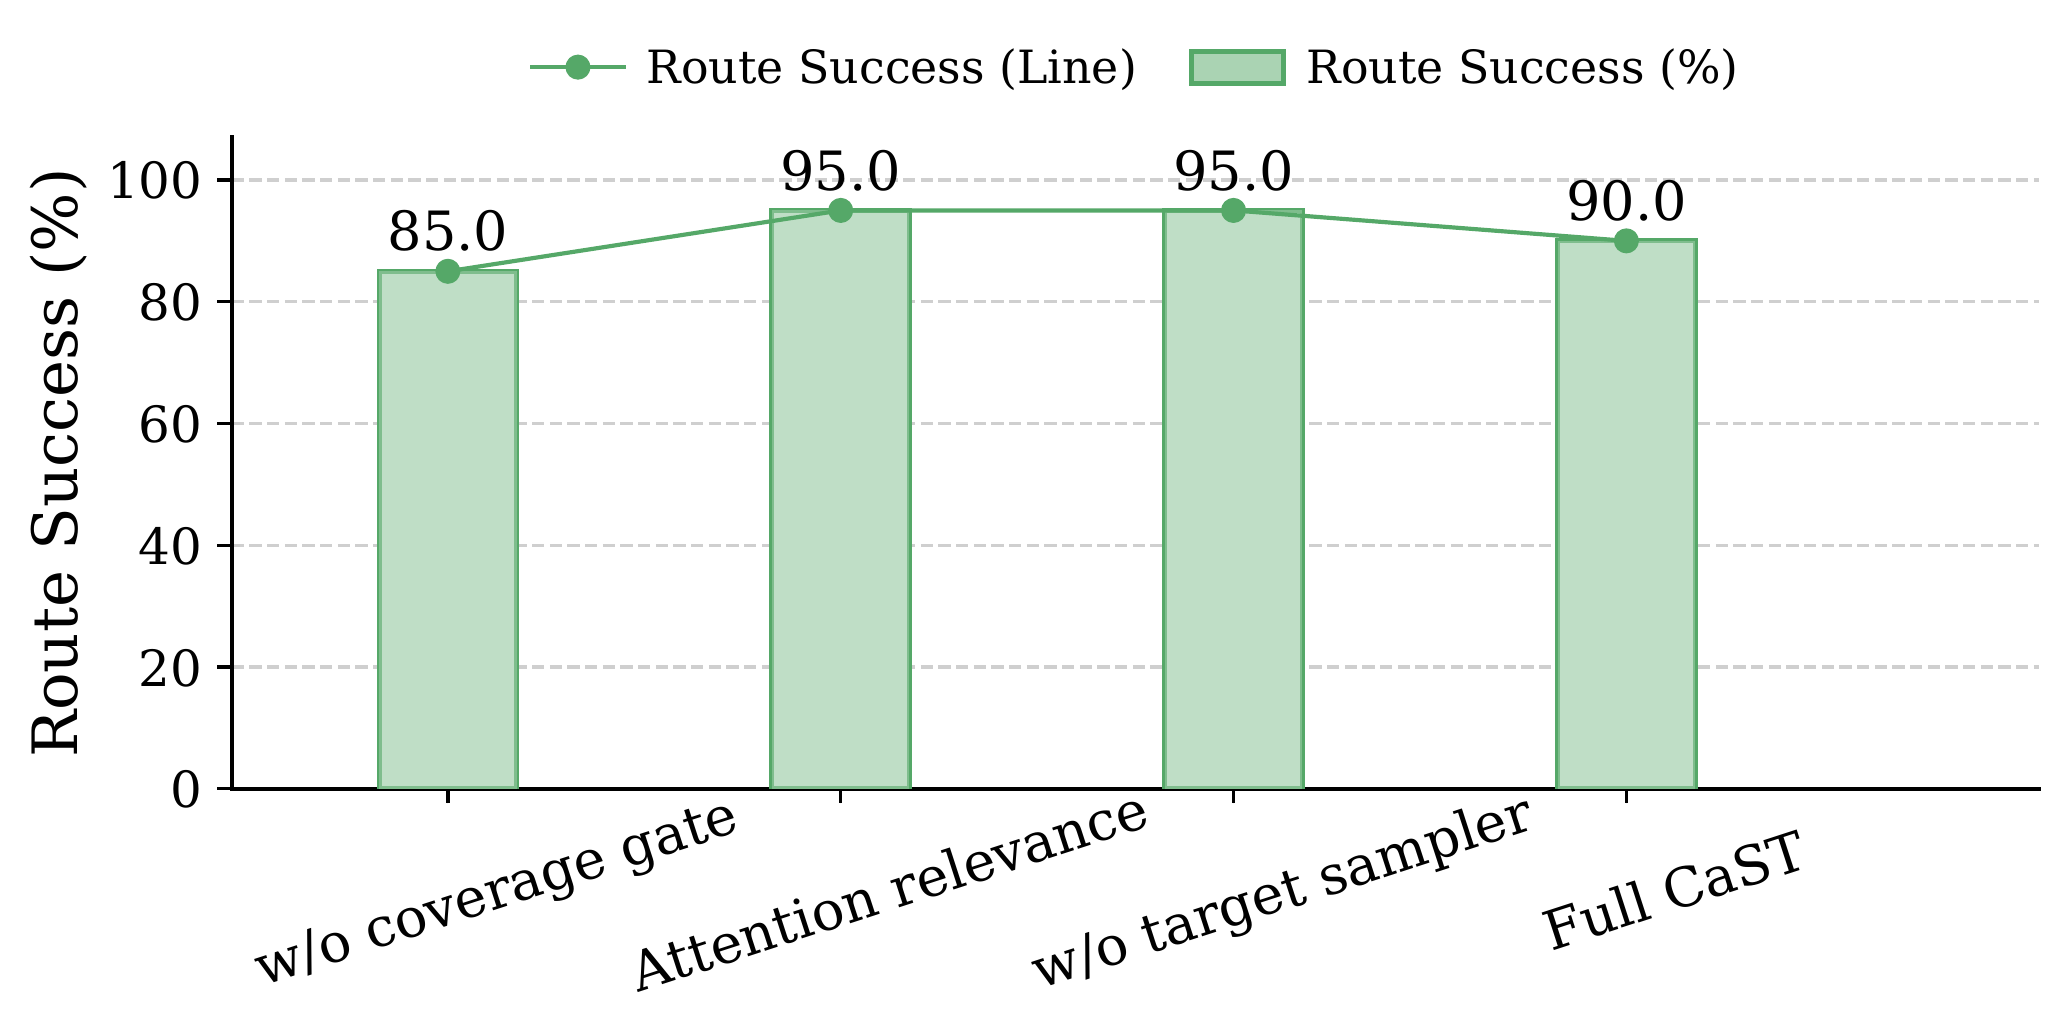 Route Success (Line)
Route Success (%)
Route Success (%)
100
80
60
40
20
0
85.0
95.0
95.0
90.0
w/o coverage gate
Attention relevance
w/o target sampler
Full CaST